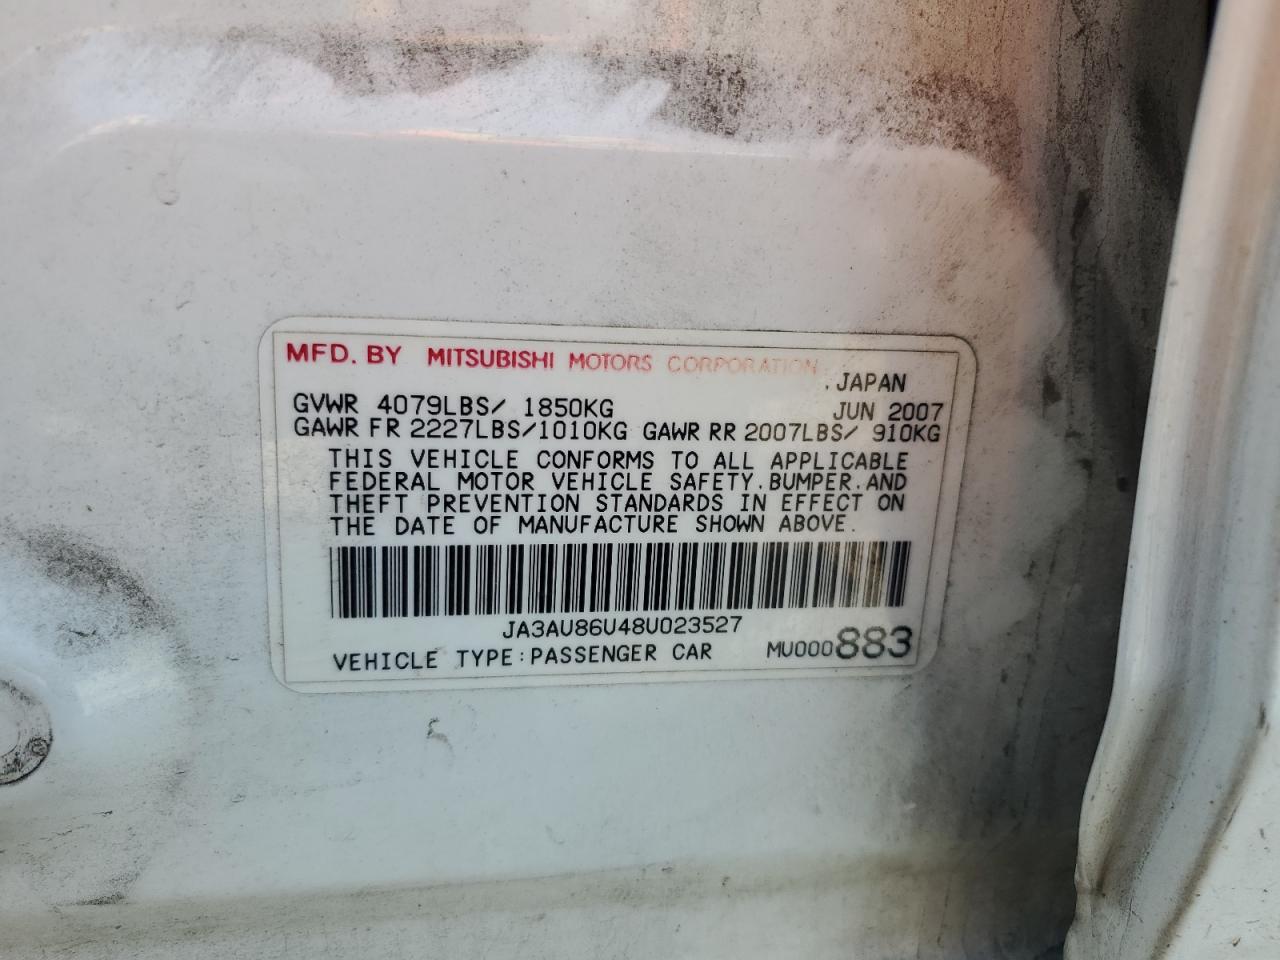 MFD. BY MITSUBISHI MOTORS CORPORATION
JAPAN
GVWR 4079LBS/ 1850KG JUN 2007
GAWR FR 2227LBS/1010KG GAWR RR 2007LBS/ 910KG
THIS VEHICLE CONFORMS TO ALL APPLICABLE
FEDERAL MOTOR VEHICLE SAFETY.BUMPER.AND
THEFT PREVENTION STANDARDS IN EFFECT ON
THE DATE OF MANUFACTURE SHOWN ABOVE.
JA3AU86U48U023527
VEHICLE TYPE:PASSENGER CAR MU000883